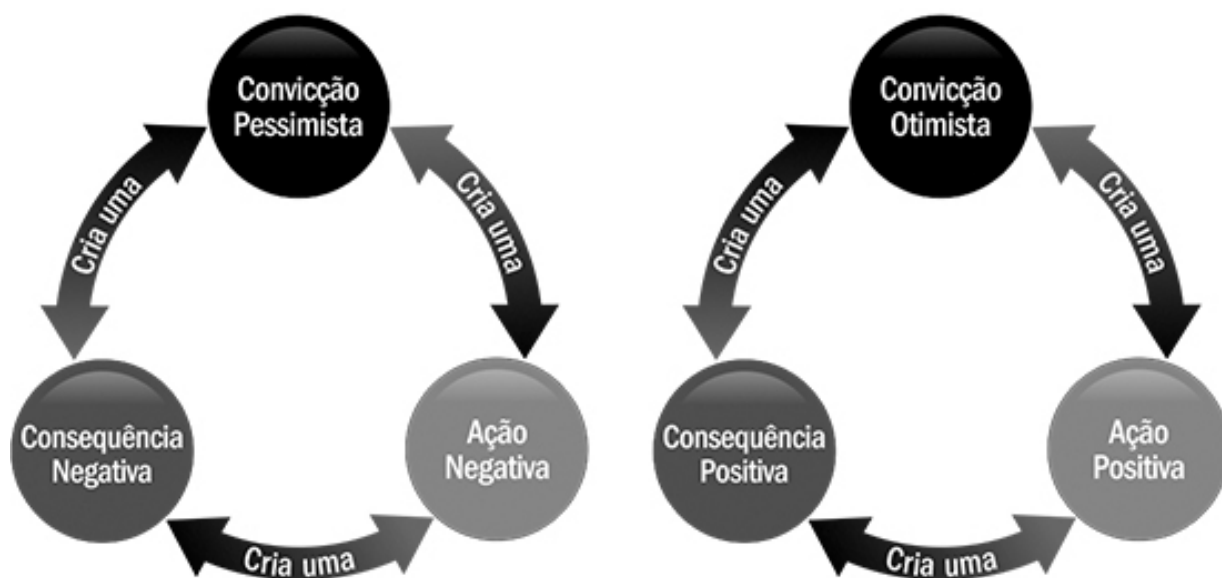 Convicção
Pessimista
Cria uma
Cria uma
Consequência
Negativa
Ação
Negativa
Cria uma
Convicção
Otimista
Cria uma
Cria uma
Consequência
Positiva
Ação
Positiva
Cria uma